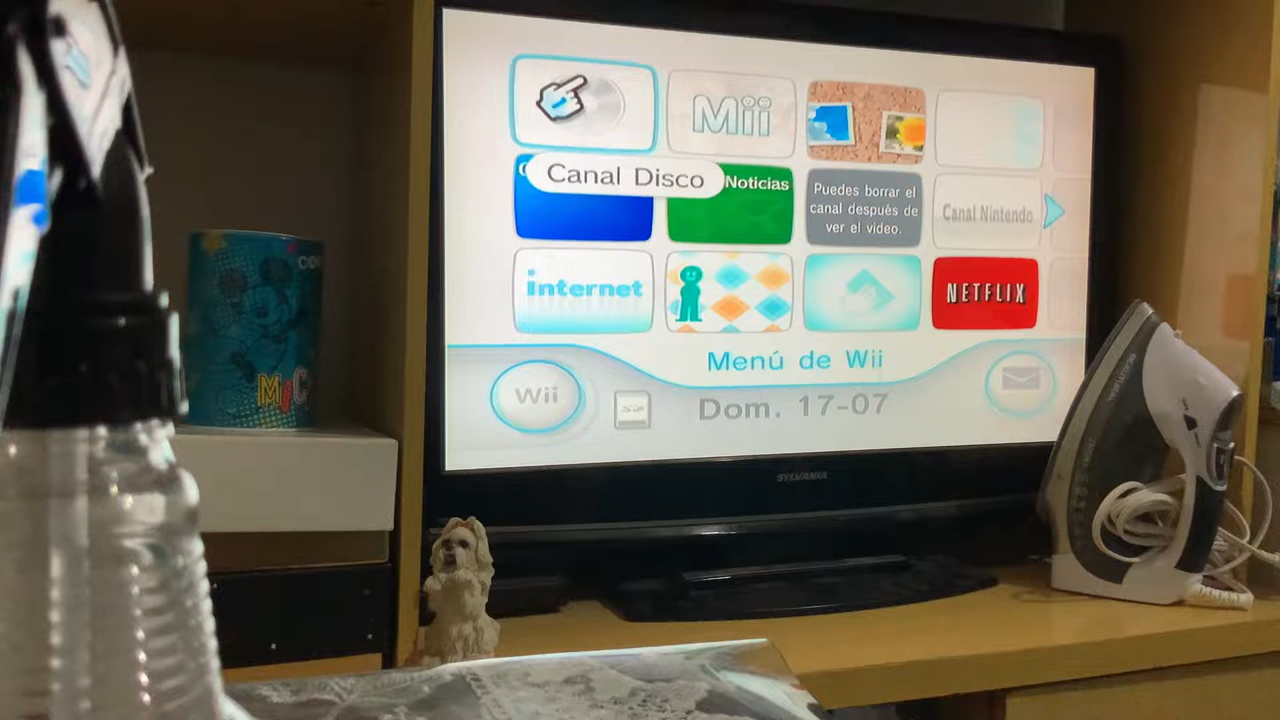 Mii
Canal Disco
Noticias
Puedes borrar el
canal después de
ver el video.
Canal Nintendo
internet
NETFLIX
Menú de Wii
Wii
Dom. 17-07
SYLVANIA